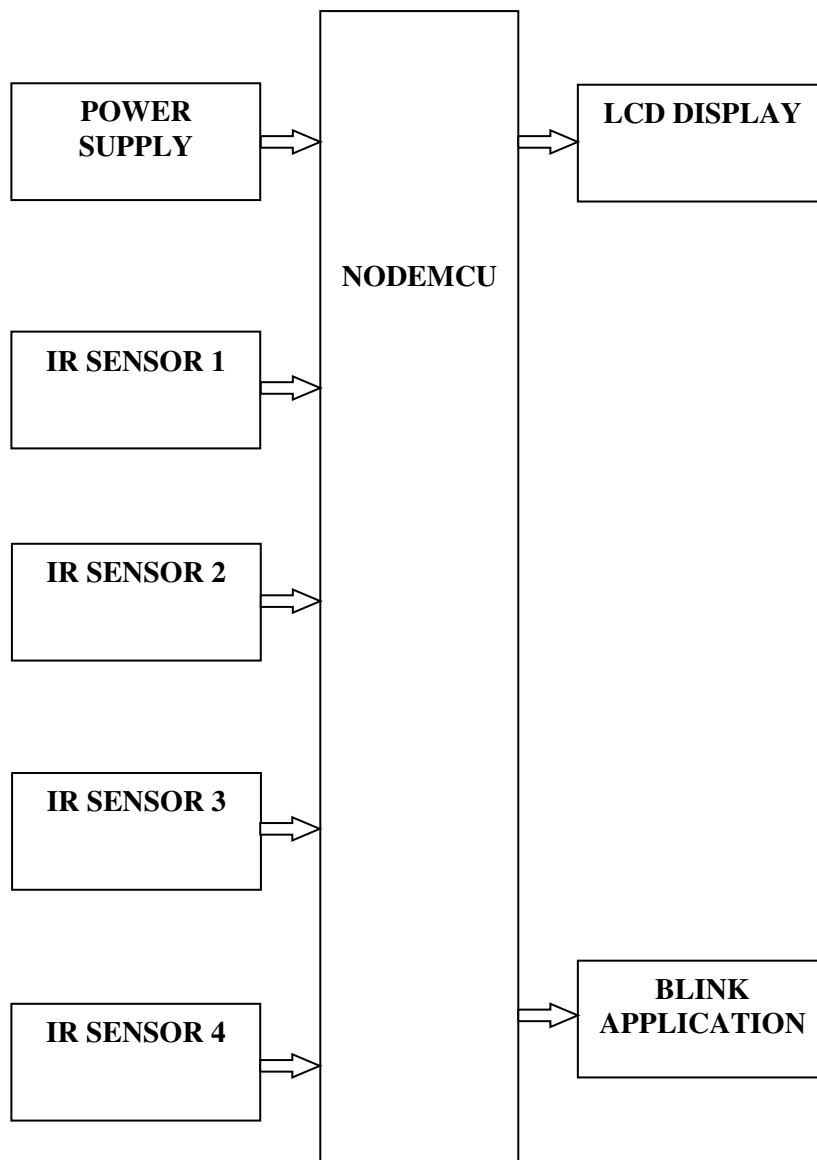 POWER
SUPPLY
LCD DISPLAY
NODEMCU
IR SENSOR 1
IR SENSOR 2
IR SENSOR 3
IR SENSOR 4
BLINK
APPLICATION